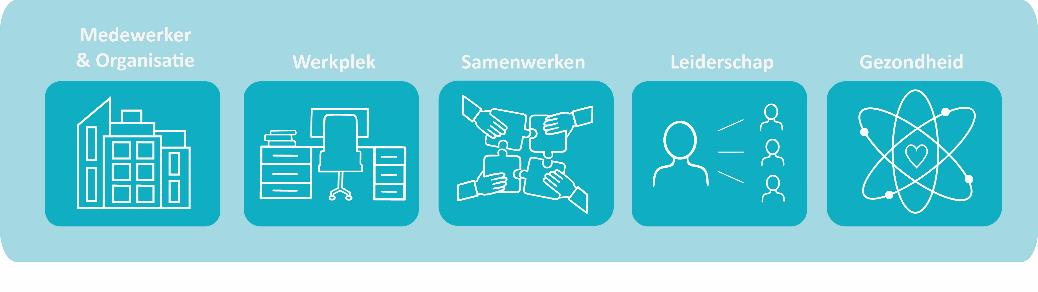 Medewerker
& Organisatie
Werkplek
Samenwerken
Leiderschap
Gezondheid